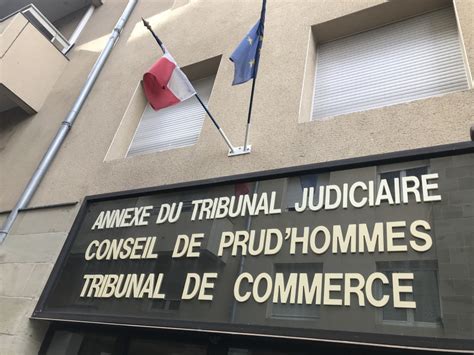 ANNEXE DU TRIBUNAL JUDICIAIRE
CONSEIL DE PRUD'HOMMES
TRIBUNAL DE COMMERCE